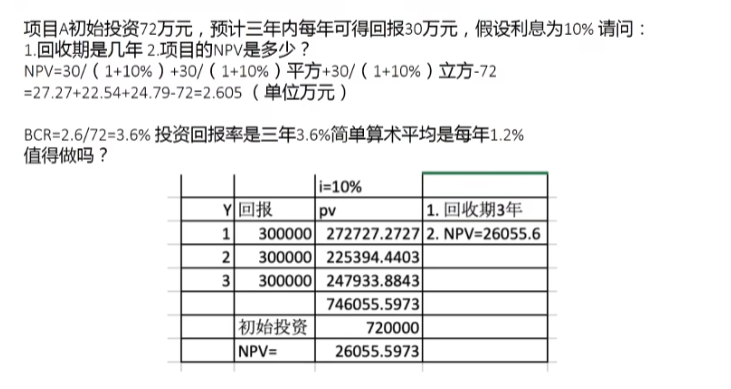 项目A初始投资72万元，预计三年内每年可得回报30万元，假设利息为10% 请问：
1.回收期是几年 2.项目的NPV是多少？
NPV=30/（1+10%）+30/（1+10%）平方+30/（1+10%）立方-72
=27.27+22.54+24.79-72=2.605 （单位万元）
BCR=2.6/72=3.6% 投资回报率是三年3.6%简单算术平均是每年1.2%
值得做吗？
i=10%
Y 回报 pv 1. 回收期3年
1 300000 272727.2727 2. NPV=26055.6
2 300000 225394.4403
3 300000 247933.8843
746055.5973
初始投资 720000
NPV= 26055.5973